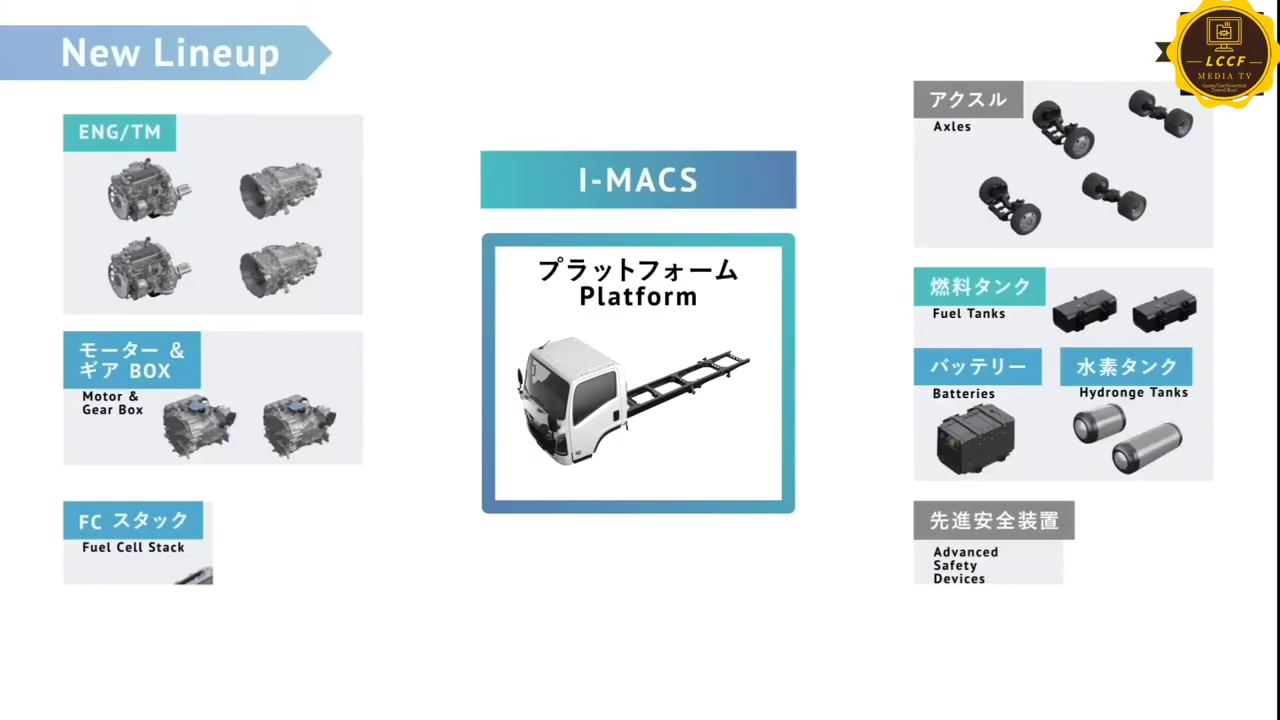 New Lineup
LCCF
MEDIA TV
ENG/TM
モーター &
ギア BOX
Motor &
Gear Box
FC スタック
Fuel Cell Stack
I-MACS
プラットフォーム
Platform
アクスル
Axles
燃料タンク
Fuel Tanks
バッテリー
Batteries
水素タンク
Hydronge Tanks
先進安全装置
Advanced
Safety
Devices